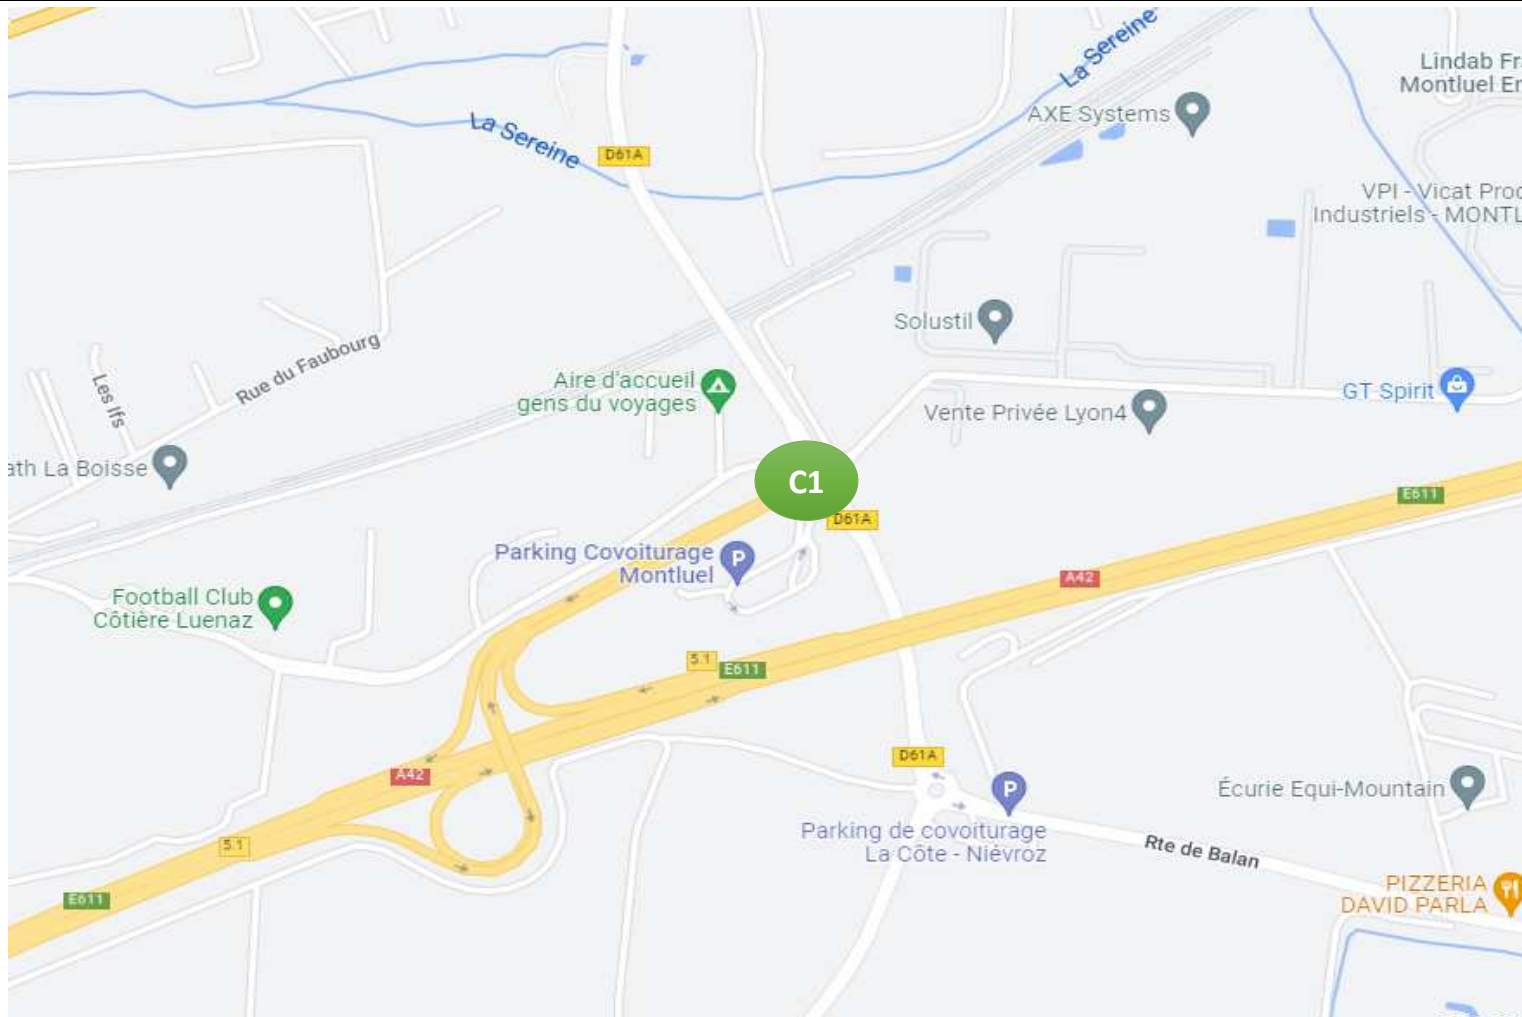 La Sereine
Lindab Fr
Montluel En
AXE Systems
La Sereine
D61A
VPI - Vicat Prod
Industriels - MONTL
Solustil
Rue du Faubourg
Les Ifs
Aire d'accueil
gens du voyages
GT Spirit
Vente Privée Lyon4
ath La Boisse
C1
E611
D61A
Parking Covoiturage
Montluel
P
A42
Football Club
Côtière Luenaz
5.1
E611
D61A
A42
P
Écurie Equi-Mountain
Parking de covoiturage
La Côte - Niévroz
5.1
Rte de Balan
E611
PIZZERIA
DAVID PARLA